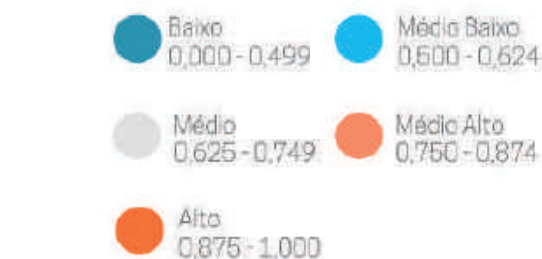 Baixo
0,000 - 0,499
Médio Baixo
0,500 - 0,624
Médio
0,625 - 0,749
Médio Alto
0,750 - 0,874
Alto
0,875 - 1,000